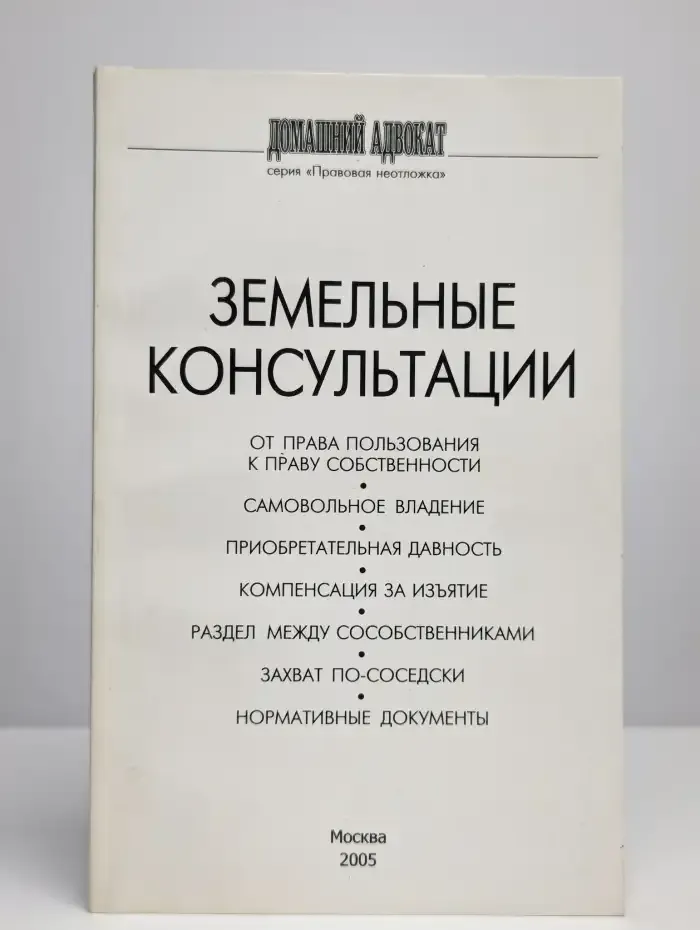 ДОМАШНИЙ АДВОКАТ
серия «Правовая неотложка»
ЗЕМЕЛЬНЫЕ
КОНСУЛЬТАЦИИ
ОТ ПРАВА ПОЛЬЗОВАНИЯ
К ПРАВУ СОБСТВЕННОСТИ
•
САМОВОЛЬНОЕ ВЛАДЕНИЕ
•
ПРИОБРЕТАТЕЛЬНАЯ ДАВНОСТЬ
•
КОМПЕНСАЦИЯ ЗА ИЗЪЯТИЕ
•
РАЗДЕЛ МЕЖДУ СОСОБСТВЕННИКАМИ
•
ЗАХВАТ ПО-СОСЕДСКИ
•
НОРМАТИВНЫЕ ДОКУМЕНТЫ
Москва
2005